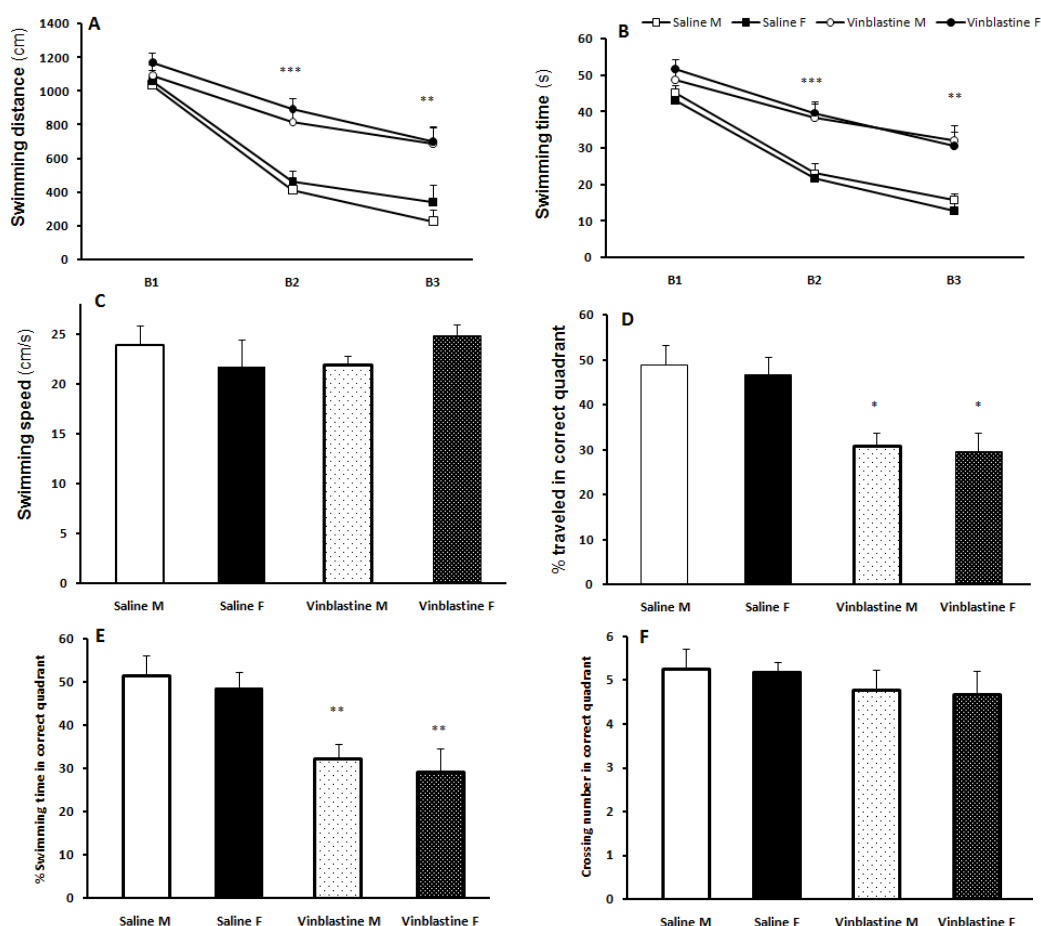 A
Swimming distance (cm)
1400
1200
1000
800
600
400
200
0
***
**
B1
B2
B3
Saline M
Saline F
Vinblastine M
Vinblastine F
B
Swimming time (s)
60
50
40
30
20
10
0
***
**
B1
B2
B3
C
Swimming speed (cm/s)
25
20
15
10
5
0
Saline M
Saline F
Vinblastine M
Vinblastine F
D
% traveled in correct quadrant
60
50
40
30
20
10
0
*
*
Saline M
Saline F
Vinblastine M
Vinblastine F
E
% Swimming time in correct quadrant
60
50
40
30
20
10
0
**
**
Saline M
Saline F
Vinblastine M
Vinblastine F
F
Crossing number in correct quadrant
6
5
4
3
2
1
0
Saline M
Saline F
Vinblastine M
Vinblastine F